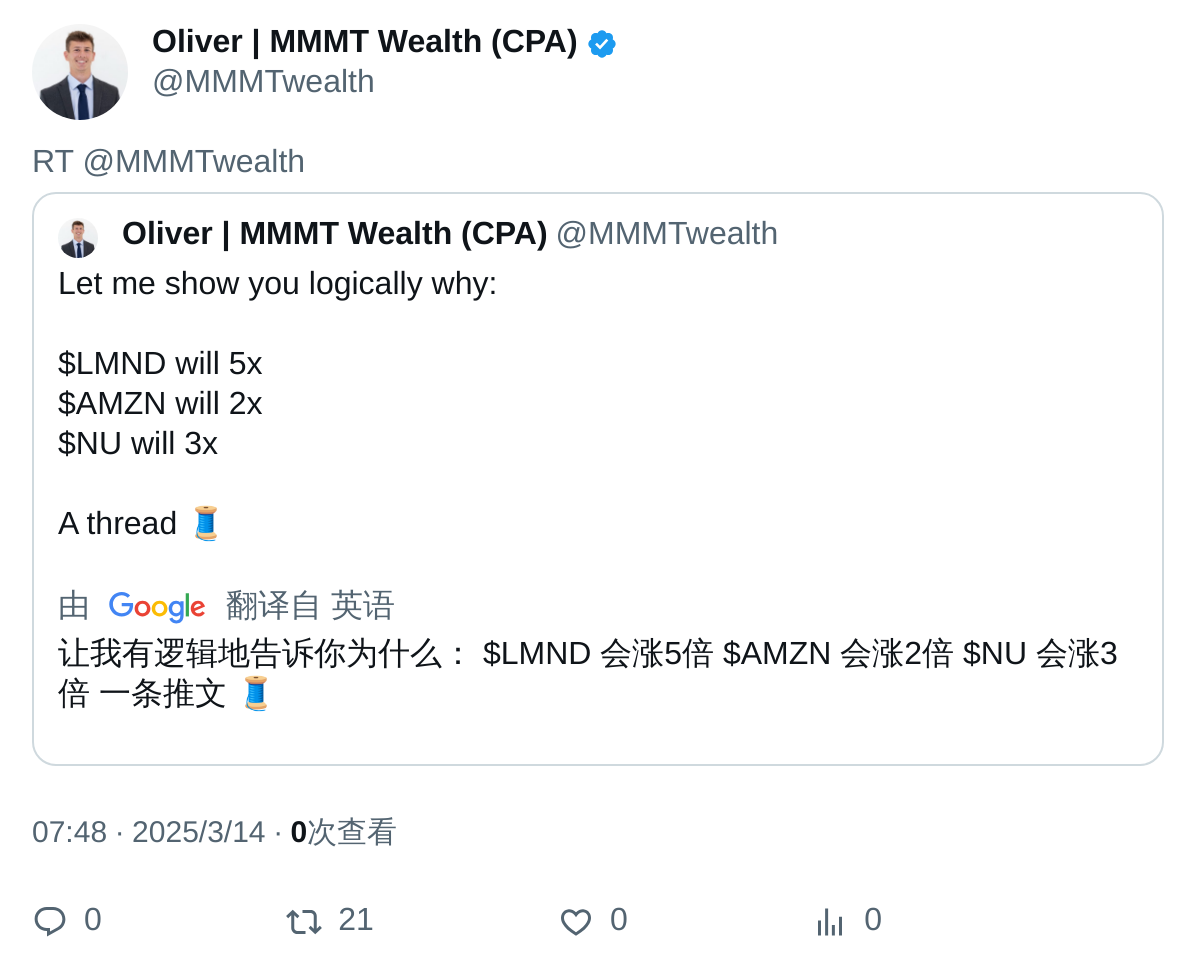 Oliver | MMMT Wealth (CPA)
@MMMTwealth
RT @MMMTwealth
Oliver | MMMT Wealth (CPA) @MMMTwealth
Let me show you logically why:
$LMND will 5x
$AMZN will 2x
$NU will 3x
A thread 🧵
由 Google 翻译自 英语
让我有逻辑地告诉你为什么： $LMND 会涨5倍 $AMZN 会涨2倍 $NU 会涨3
倍 一条推文 🧵
07:48 · 2025/3/14 · 0次查看
0 21 0 0